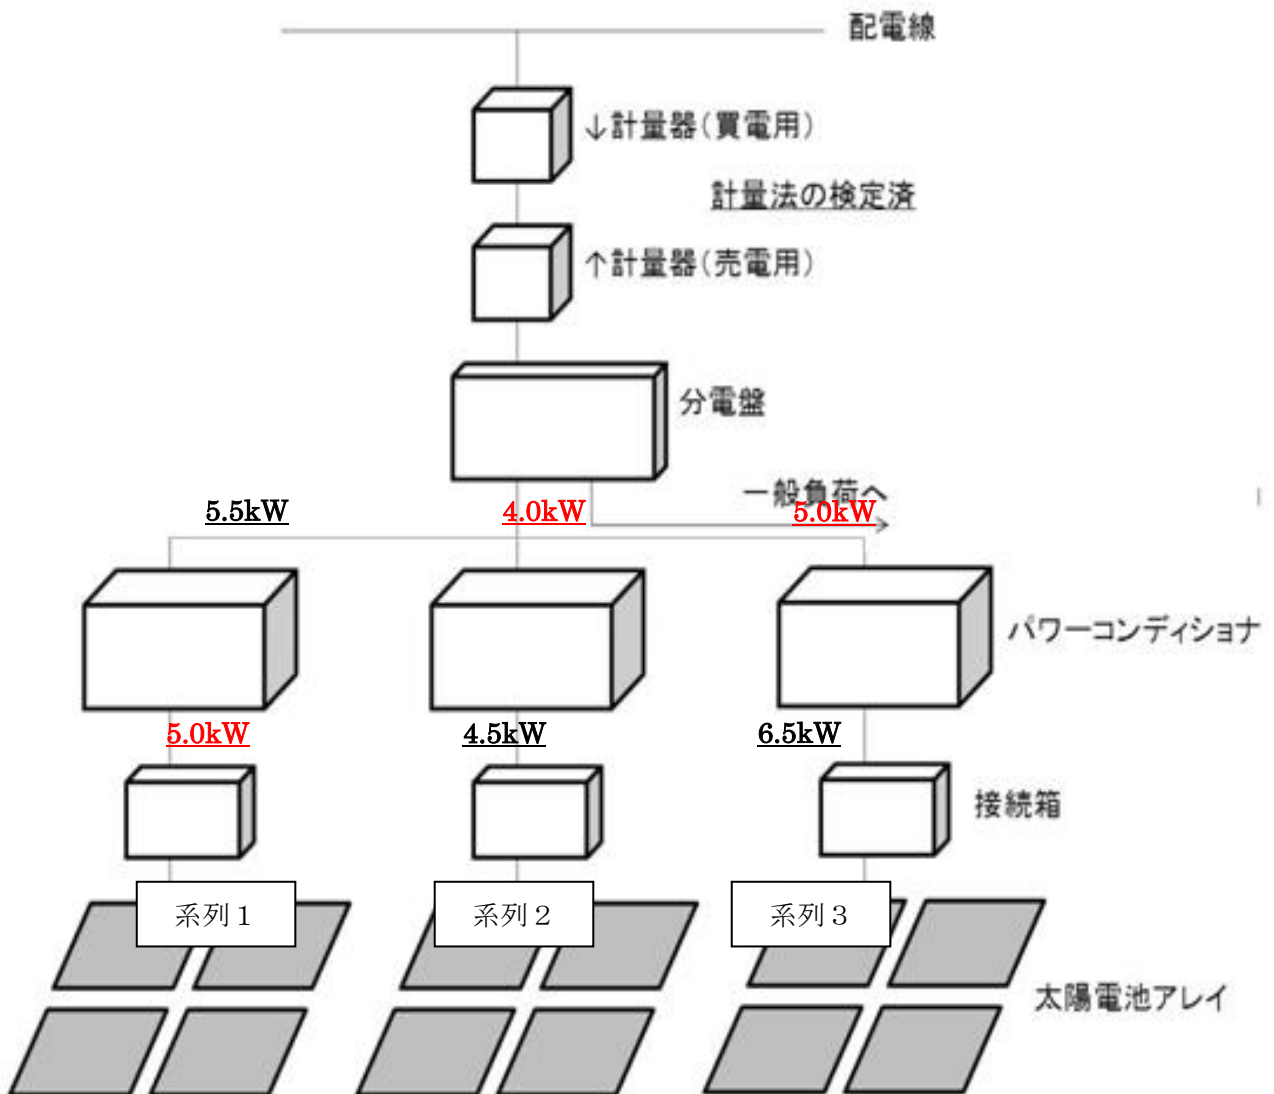 配電線
↓計量器(買電用)
計量法の検定済
↑計量器(売電用)
分電盤
一般負荷へ
5.5kW
4.0kW
5.0kW
パワーコンディショナ
5.0kW
4.5kW
6.5kW
接続箱
系列1
系列2
系列3
太陽電池アレイ